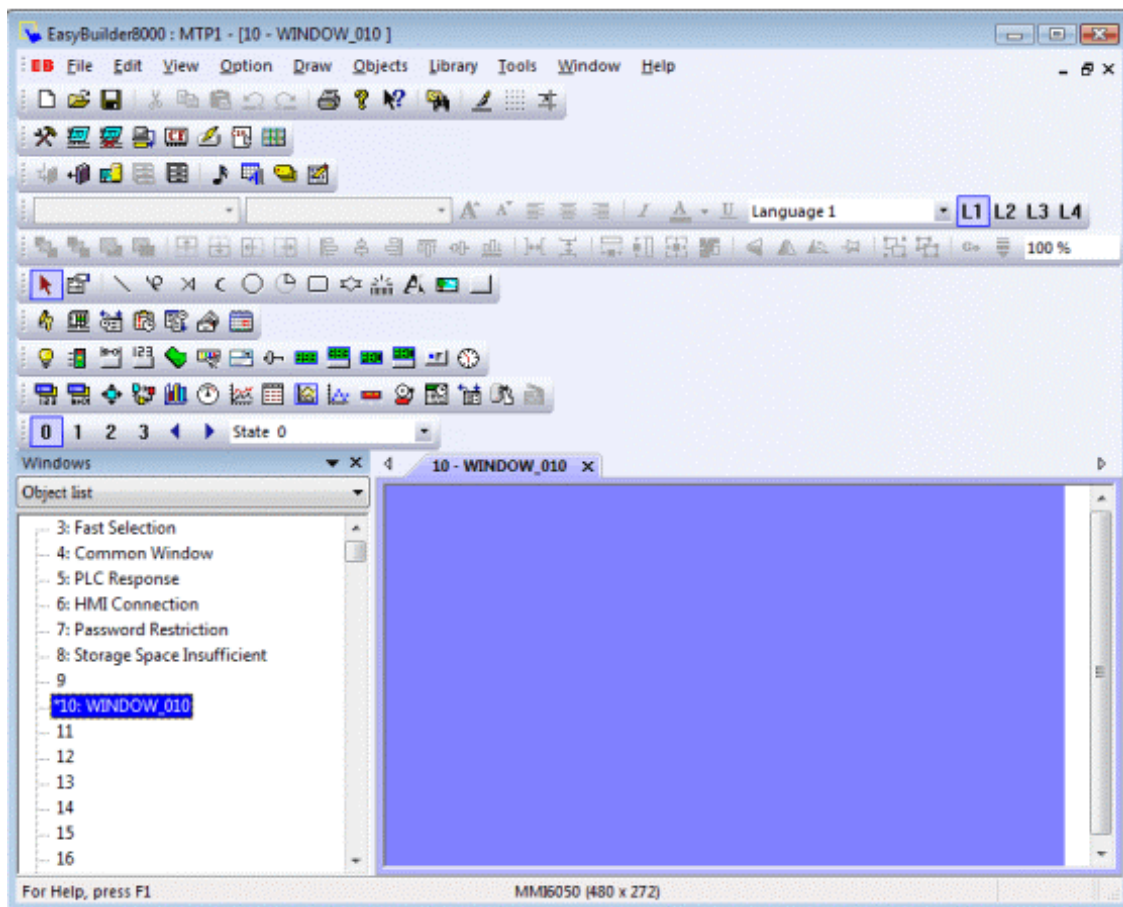 EasyBuilder8000 : MTP1 - [10 - WINDOW_010 ]
EB File Edit View Option Draw Objects Library Tools Window Help
Language 1 L1 L2 L3 L4
100 %
0 1 2 3 State 0
Windows
10 - WINDOW_010
Object list
3: Fast Selection
4: Common Window
5: PLC Response
6: HMI Connection
7: Password Restriction
8: Storage Space Insufficient
9
*10: WINDOW_010
11
12
13
14
15
16
For Help, press F1 MMI6050 (480 x 272)